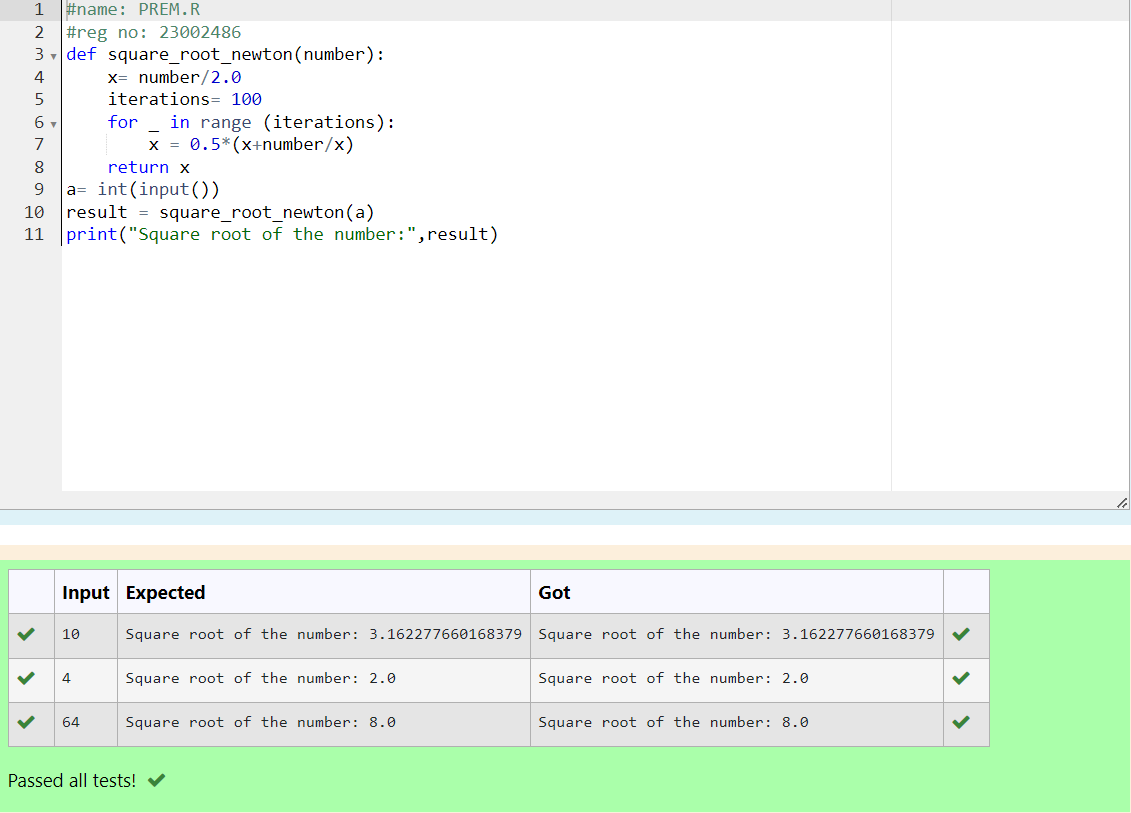 1 #name: PREM.R
2 #reg no: 23002486
3 def square_root_newton(number):
4     x= number/2.0
5     iterations= 100
6     for _ in range (iterations):
7         x = 0.5*(x+number/x)
8     return x
9 a= int(input())
10 result = square_root_newton(a)
11 print("Square root of the number:",result)
Input Expected Got
10 Square root of the number: 3.162277660168379 Square root of the number: 3.162277660168379
4 Square root of the number: 2.0 Square root of the number: 2.0
64 Square root of the number: 8.0 Square root of the number: 8.0
Passed all tests!